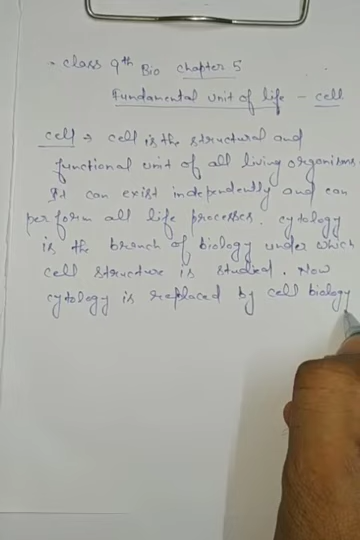 - class 9th Bio chapter 5
Fundamental unit of life - cell
cell → cell is the structural and
functional unit of all living organisms.
It can exist independently and can
perform all life processes. cytology
is the branch of biology under which
cell structure is studied. Now
cytology is replaced by cell biology